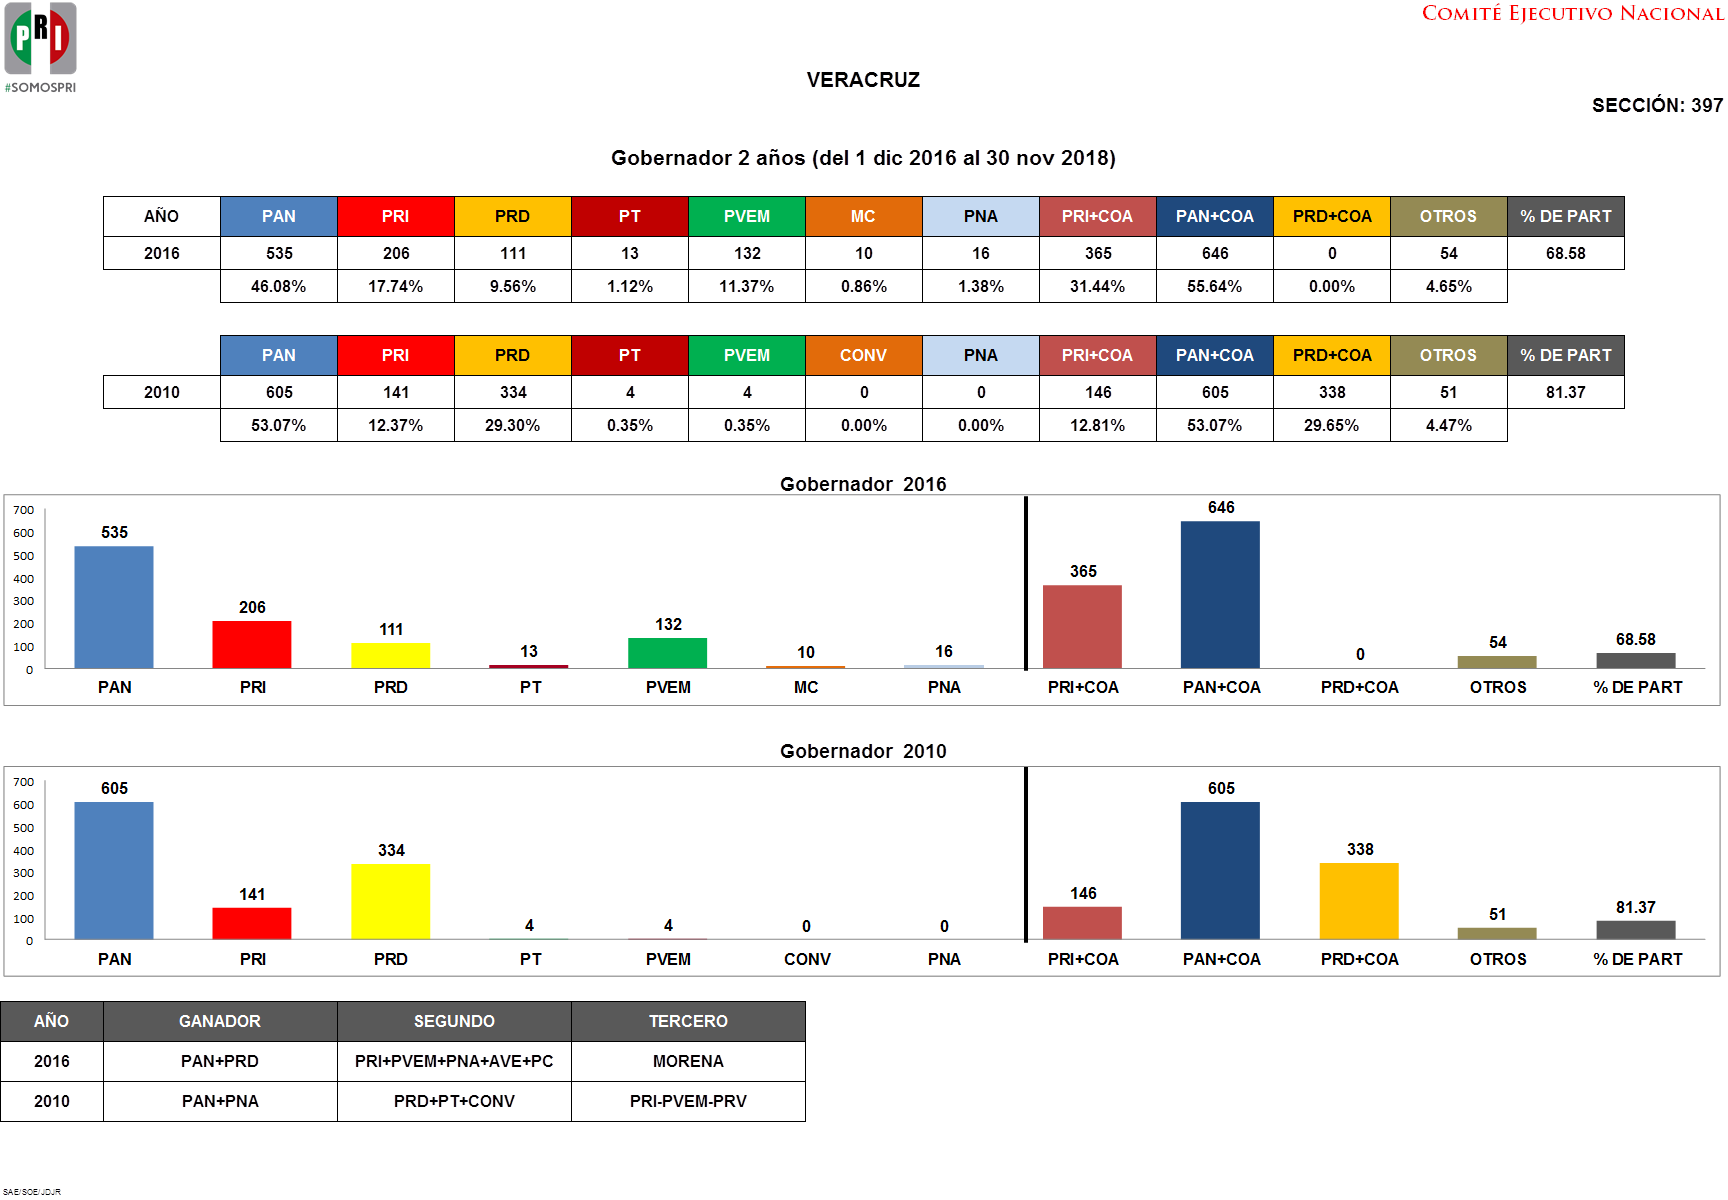 COMITÉ EJECUTIVO NACIONAL
PRI
#SOMOSPRI
VERACRUZ
SECCIÓN: 397
Gobernador 2 años (del 1 dic 2016 al 30 nov 2018)
AÑO PAN PRI PRD PT PVEM MC PNA PRI+COA PAN+COA PRD+COA OTROS % DE PART
2016 535 206 111 13 132 10 16 365 646 0 54 68.58
46.08% 17.74% 9.56% 1.12% 11.37% 0.86% 1.38% 31.44% 55.64% 0.00% 4.65%
PAN PRI PRD PT PVEM CONV PNA PRI+COA PAN+COA PRD+COA OTROS % DE PART
2010 605 141 334 4 4 0 0 146 605 338 51 81.37
53.07% 12.37% 29.30% 0.35% 0.35% 0.00% 0.00% 12.81% 53.07% 29.65% 4.47%
Gobernador 2016
700
600
500
400
300
200
100
0
535 206 111 13 132 10 16 365 646 0 54 68.58
PAN PRI PRD PT PVEM MC PNA PRI+COA PAN+COA PRD+COA OTROS % DE PART
Gobernador 2010
700
600
500
400
300
200
100
0
605 141 334 4 4 0 0 146 605 338 51 81.37
PAN PRI PRD PT PVEM CONV PNA PRI+COA PAN+COA PRD+COA OTROS % DE PART
AÑO GANADOR SEGUNDO TERCERO
2016 PAN+PRD PRI+PVEM+PNA+AVE+PC MORENA
2010 PAN+PNA PRD+PT+CONV PRI-PVEM-PRV
SAE/SOE/JDJR